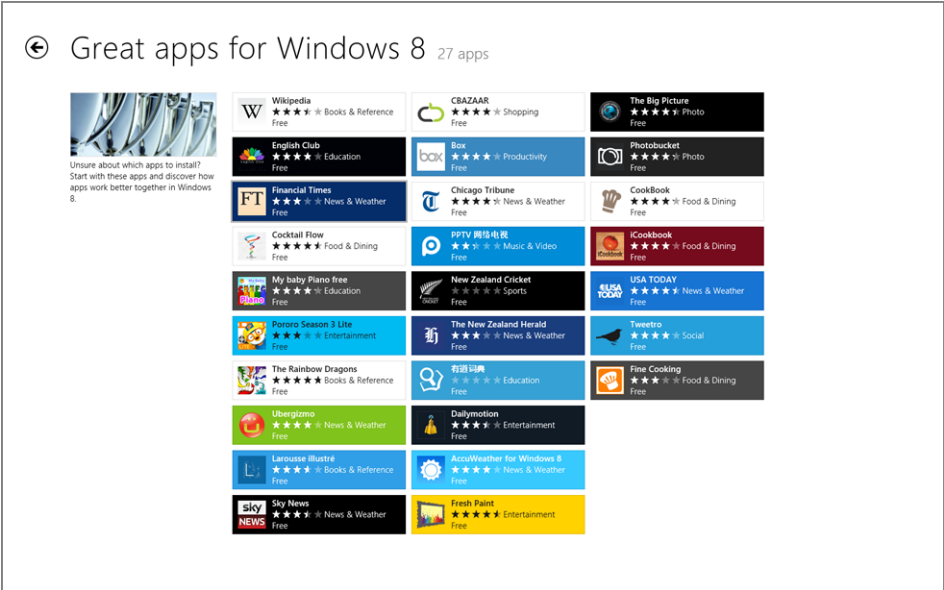 Great apps for Windows 8 27 apps
Unsure about which apps to install?
Start with these apps and discover how
apps work better together in Windows
8.
Wikipedia
Books & Reference
Free
English Club
Education
Free
FT
Financial Times
News & Weather
Free
Cocktail Flow
Food & Dining
Free
Piano
My baby Piano free
Education
Free
Pororo Season 3 Lite
Entertainment
Free
The Rainbow Dragons
Books & Reference
Free
Ubergizmo
News & Weather
Free
Larousse illustré
Books & Reference
Free
sky
NEWS
Sky News
News & Weather
Free
CBAZAAR
Shopping
Free
box
Box
Productivity
Free
Chicago Tribune
News & Weather
Free
PPTV 网络电视
Music & Video
Free
New Zealand Cricket
Sports
Free
The New Zealand Herald
News & Weather
Free
有道词典
Education
Free
Dailymotion
Entertainment
Free
AccuWeather for Windows 8
News & Weather
Free
Fresh Paint
Entertainment
Free
The Big Picture
Photo
Free
Photobucket
Photo
Free
CookBook
Food & Dining
Free
iCookbook
iCookbook
Food & Dining
Free
USA
TODAY
USA TODAY
News & Weather
Free
Tweetro
Social
Free
Fine Cooking
Food & Dining
Free